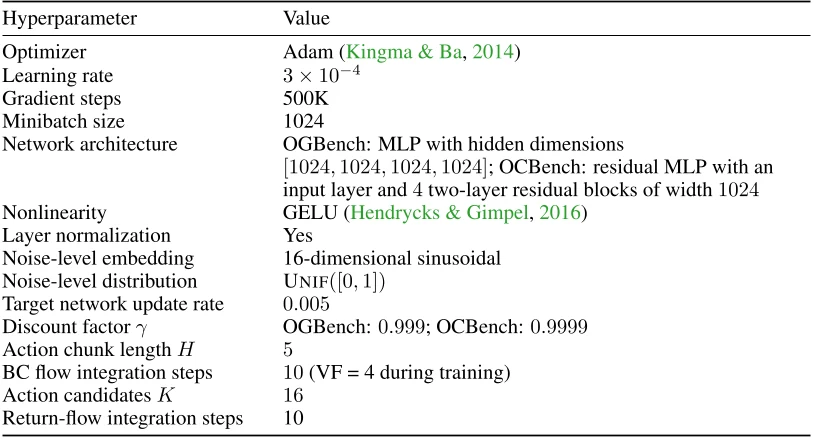 Hyperparameter Value
Optimizer Adam (Kingma & Ba, 2014)
Learning rate 3 × 10⁻⁴
Gradient steps 500K
Minibatch size 1024
Network architecture OGBench: MLP with hidden dimensions
[1024, 1024, 1024, 1024]; OCBench: residual MLP with an
input layer and 4 two-layer residual blocks of width 1024
Nonlinearity GELU (Hendrycks & Gimpel, 2016)
Layer normalization Yes
Noise-level embedding 16-dimensional sinusoidal
Noise-level distribution UNIF([0, 1])
Target network update rate 0.005
Discount factor γ OGBench: 0.999; OCBench: 0.9999
Action chunk length H 5
BC flow integration steps 10 (VF = 4 during training)
Action candidates K 16
Return-flow integration steps 10